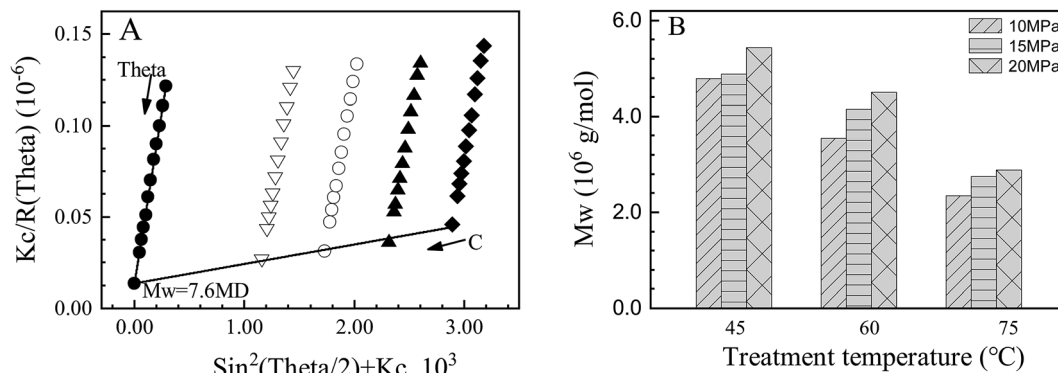 A
Theta
Mw=7.6MD
C
0.15
0.10
0.05
0.00
Kc/R(Theta) (10⁻⁶)
0.00 1.00 2.00 3.00
Sin²(Theta/2)+Kc 10³
B
10MPa
15MPa
20MPa
6.0
4.0
2.0
0.0
Mw (10⁶ g/mol)
45 60 75
Treatment temperature (℃)